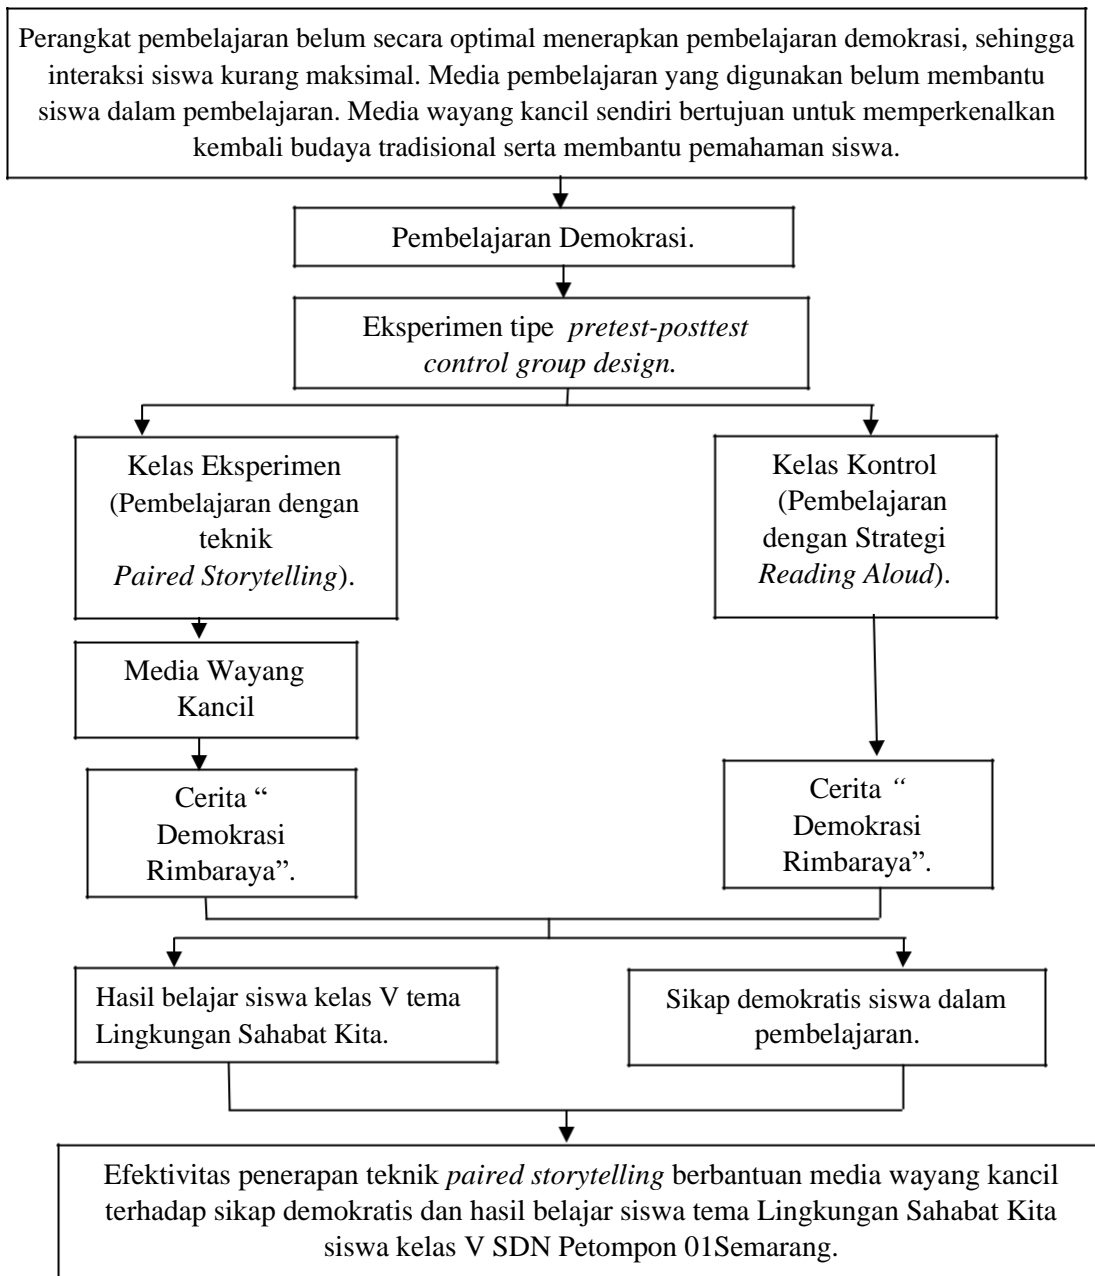 Perangkat pembelajaran belum secara optimal menerapkan pembelajaran demokrasi, sehingga
interaksi siswa kurang maksimal. Media pembelajaran yang digunakan belum membantu
siswa dalam pembelajaran. Media wayang kancil sendiri bertujuan untuk memperkenalkan
kembali budaya tradisional serta membantu pemahaman siswa.
Pembelajaran Demokrasi.
Eksperimen tipe pretest-posttest
control group design.
Kelas Eksperimen
(Pembelajaran dengan
teknik
Paired Storytelling).
Kelas Kontrol
(Pembelajaran
dengan Strategi
Reading Aloud).
Media Wayang
Kancil
Cerita “
Demokrasi
Rimbaraya”.
Cerita “
Demokrasi
Rimbaraya”.
Hasil belajar siswa kelas V tema
Lingkungan Sahabat Kita.
Sikap demokratis siswa dalam
pembelajaran.
Efektivitas penerapan teknik paired storytelling berbantuan media wayang kancil
terhadap sikap demokratis dan hasil belajar siswa tema Lingkungan Sahabat Kita
siswa kelas V SDN Petompon 01Semarang.